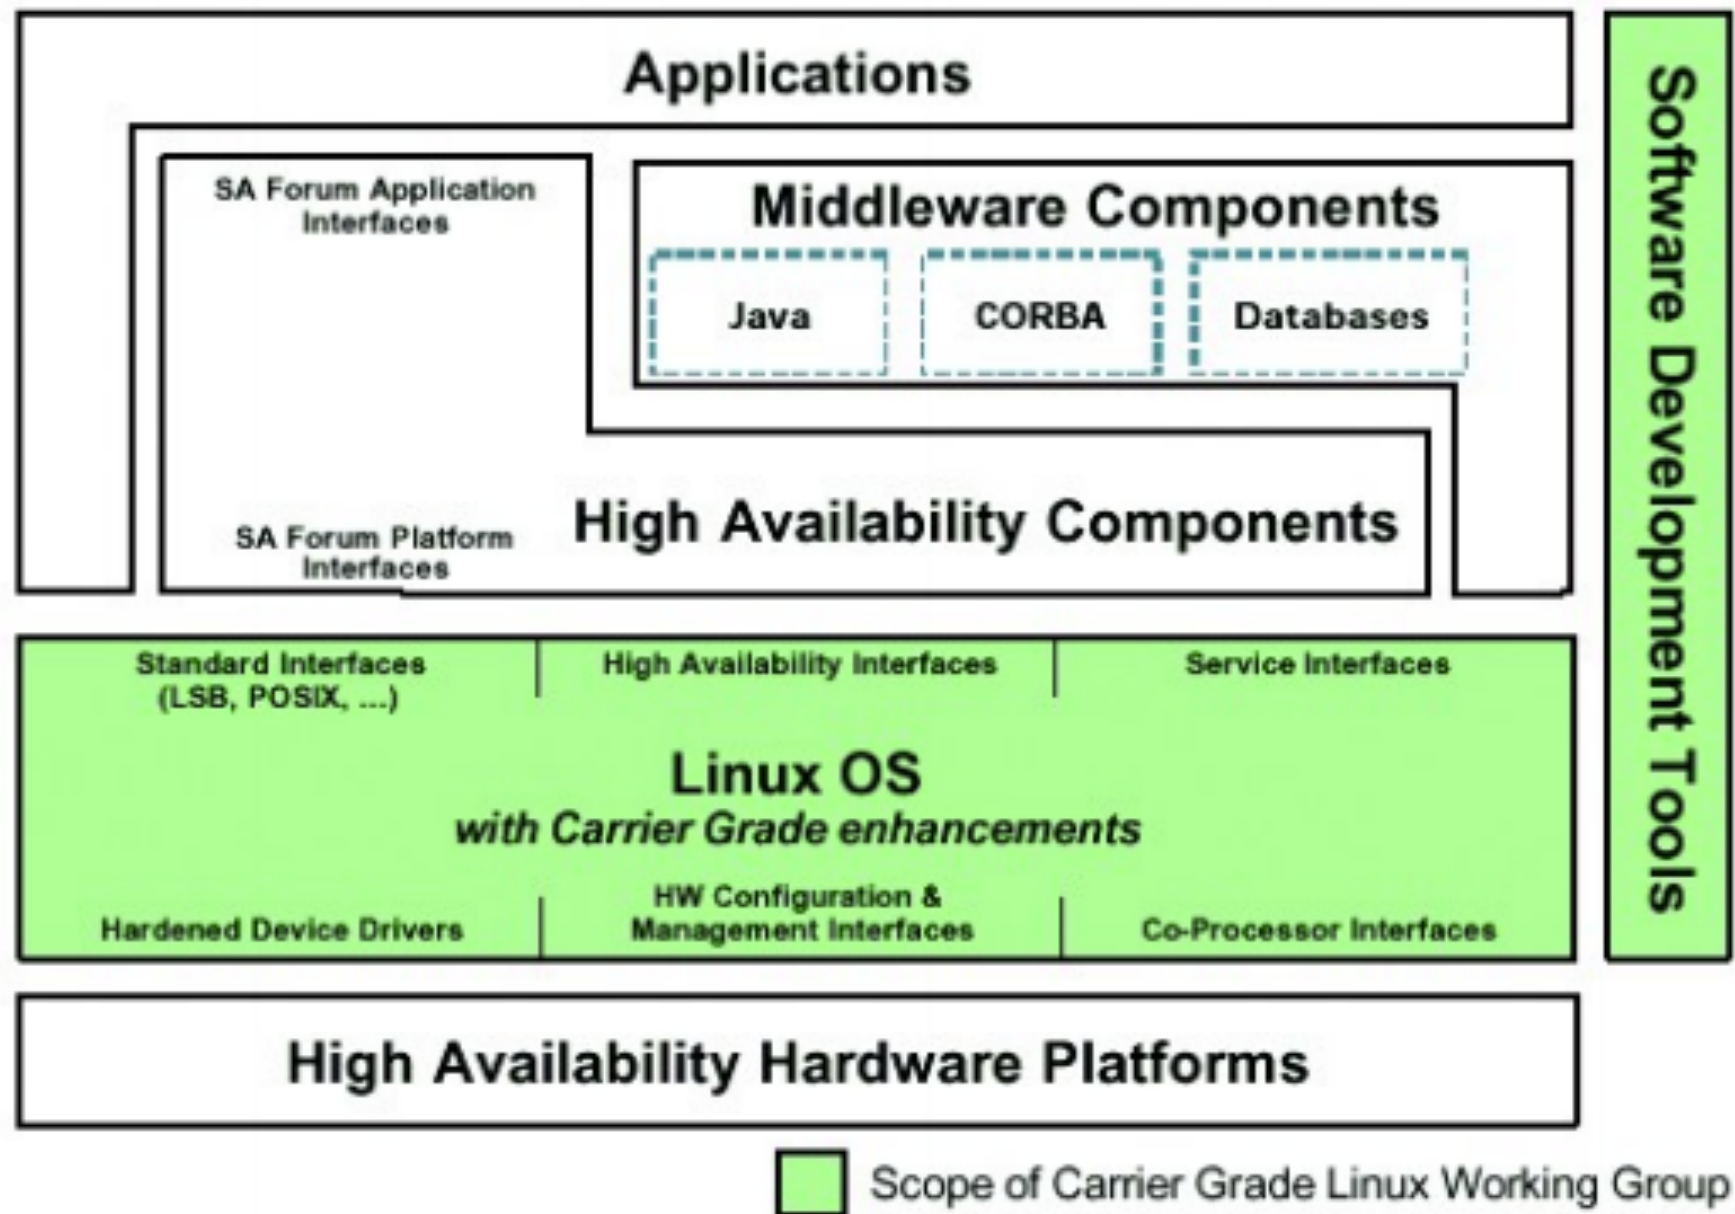 Applications
SA Forum Application
Interfaces
Middleware Components
Java
CORBA
Databases
High Availability Components
SA Forum Platform
Interfaces
Standard Interfaces
(LSB, POSIX, ...)
High Availability Interfaces
Service Interfaces
Linux OS
with Carrier Grade enhancements
Hardened Device Drivers
HW Configuration &
Management Interfaces
Co-Processor Interfaces
High Availability Hardware Platforms
Software Development Tools
Scope of Carrier Grade Linux Working Group